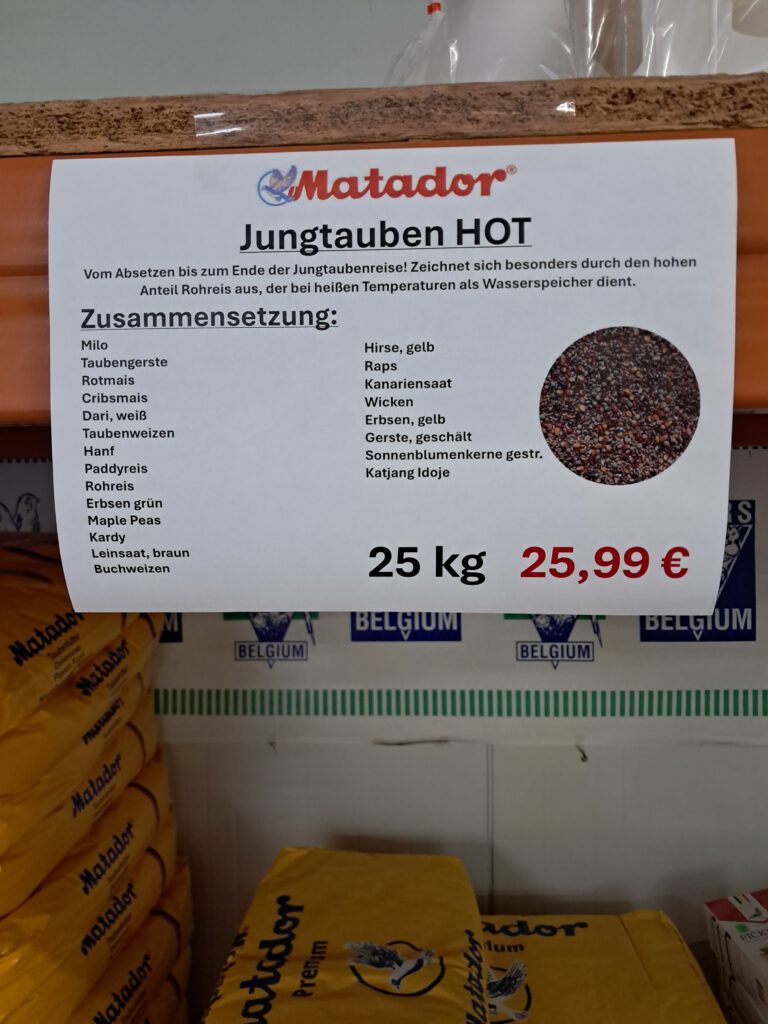 Matador®
Jungtauben HOT
Vom Absetzen bis zum Ende der Jungtaubenreise! Zeichnet sich besonders durch den hohen
Anteil Rohreis aus, der bei heißen Temperaturen als Wasserspeicher dient.
Zusammensetzung:
Milo
Taubengerste
Rotmais
Cribsmais
Dari, weiß
Taubenweizen
Hanf
Paddyreis
Rohreis
Erbsen grün
Maple Peas
Kardy
Leinsaat, braun
Buchweizen
Hirse, gelb
Raps
Kanariensaat
Wicken
Erbsen, gelb
Gerste, geschält
Sonnenblumenkerne gestr.
Katjang Idoje
25 kg 25,99 €
BELGIUM
BELGIUM
BELGIUM
BELGIUM
Matador
Matador
Matador
Matador
Matador
Matador
Matador
Premium